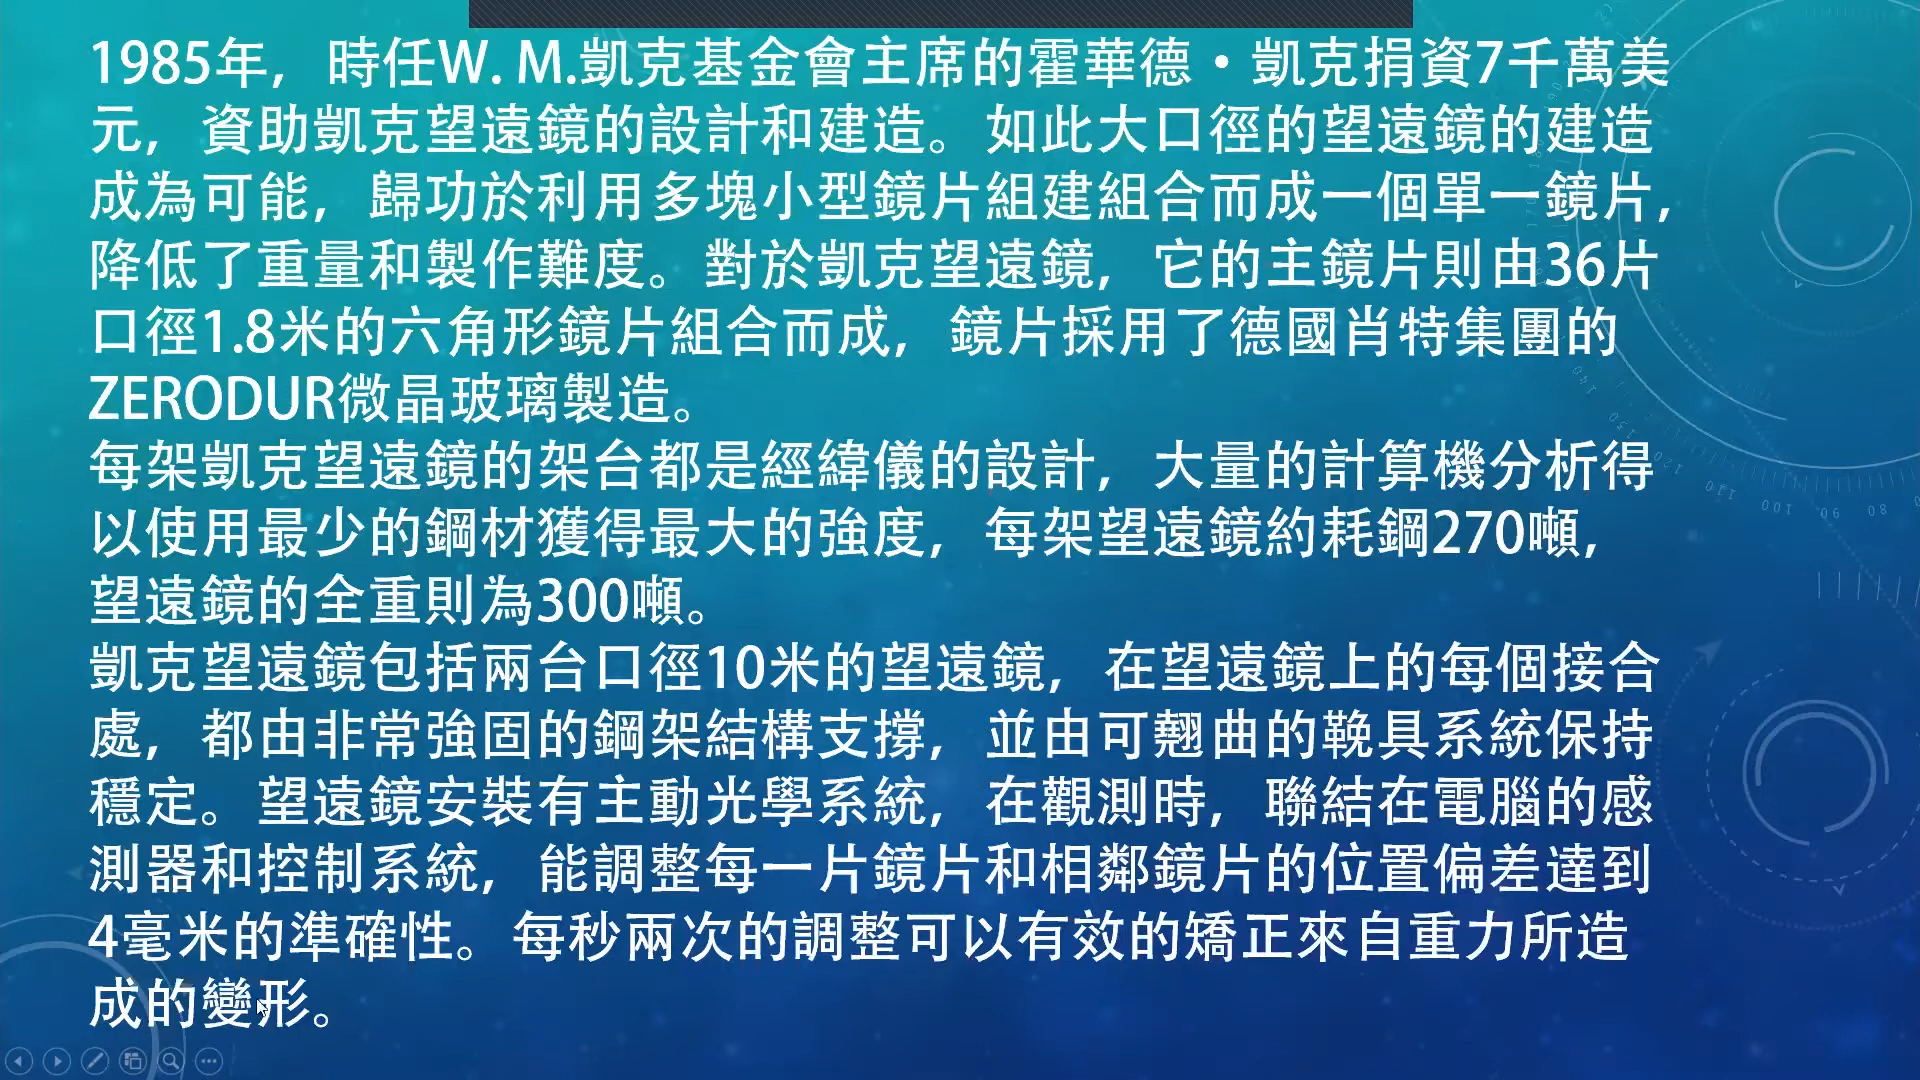 1985年，時任W. M.凱克基金會主席的霍華德·凱克捐資7千萬美
元，資助凱克望遠鏡的設計和建造。如此大口徑的望遠鏡的建造
成為可能，歸功於利用多塊小型鏡片組建組合而成一個單一鏡片，
降低了重量和製作難度。對於凱克望遠鏡，它的主鏡片則由36片
口徑1.8米的六角形鏡片組合而成，鏡片採用了德國肖特集團的
ZERODUR微晶玻璃製造。
每架凱克望遠鏡的架台都是經緯儀的設計，大量的計算機分析得
以使用最少的鋼材獲得最大的強度，每架望遠鏡約耗鋼270噸，
望遠鏡的全重則為300噸。
凱克望遠鏡包括兩台口徑10米的望遠鏡，在望遠鏡上的每個接合
處，都由非常強固的鋼架結構支撐，並由可翹曲的鞔具系統保持
穩定。望遠鏡安裝有主動光學系統，在觀測時，聯結在電腦的感
測器和控制系統，能調整每一片鏡片和相鄰鏡片的位置偏差達到
4毫米的準確性。每秒兩次的調整可以有效的矯正來自重力所造
成的變形。